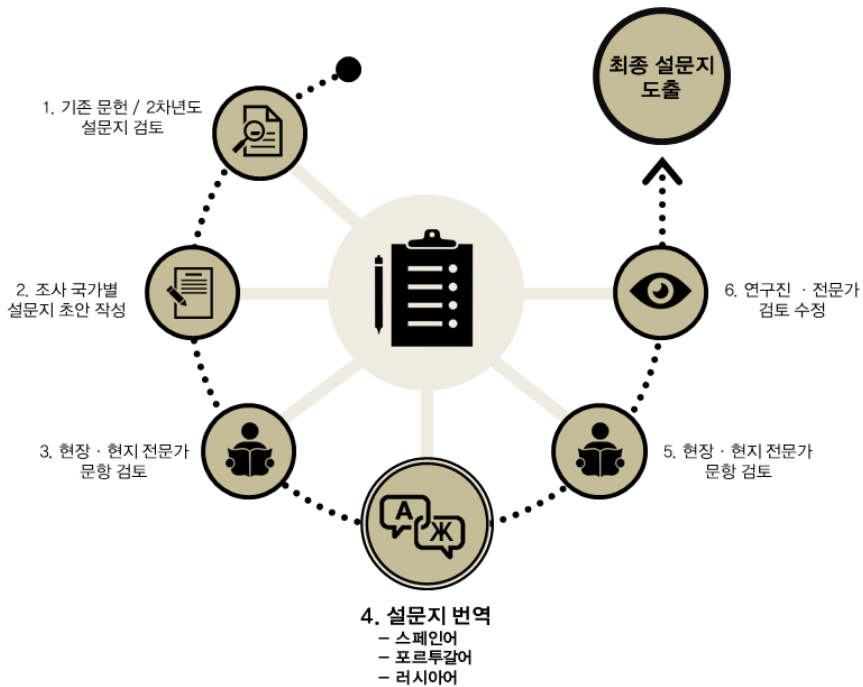 1. 기존 문헌 / 2차년도
설문지 검토
2. 조사 국가별
설문지 초안 작성
3. 현장 · 현지 전문가
문항 검토
A
Ж
4. 설문지 번역
– 스페인어
– 포르투갈어
– 러시아어
5. 현장 · 현지 전문가
문항 검토
6. 연구진 · 전문가
검토 수정
최종 설문지
도출